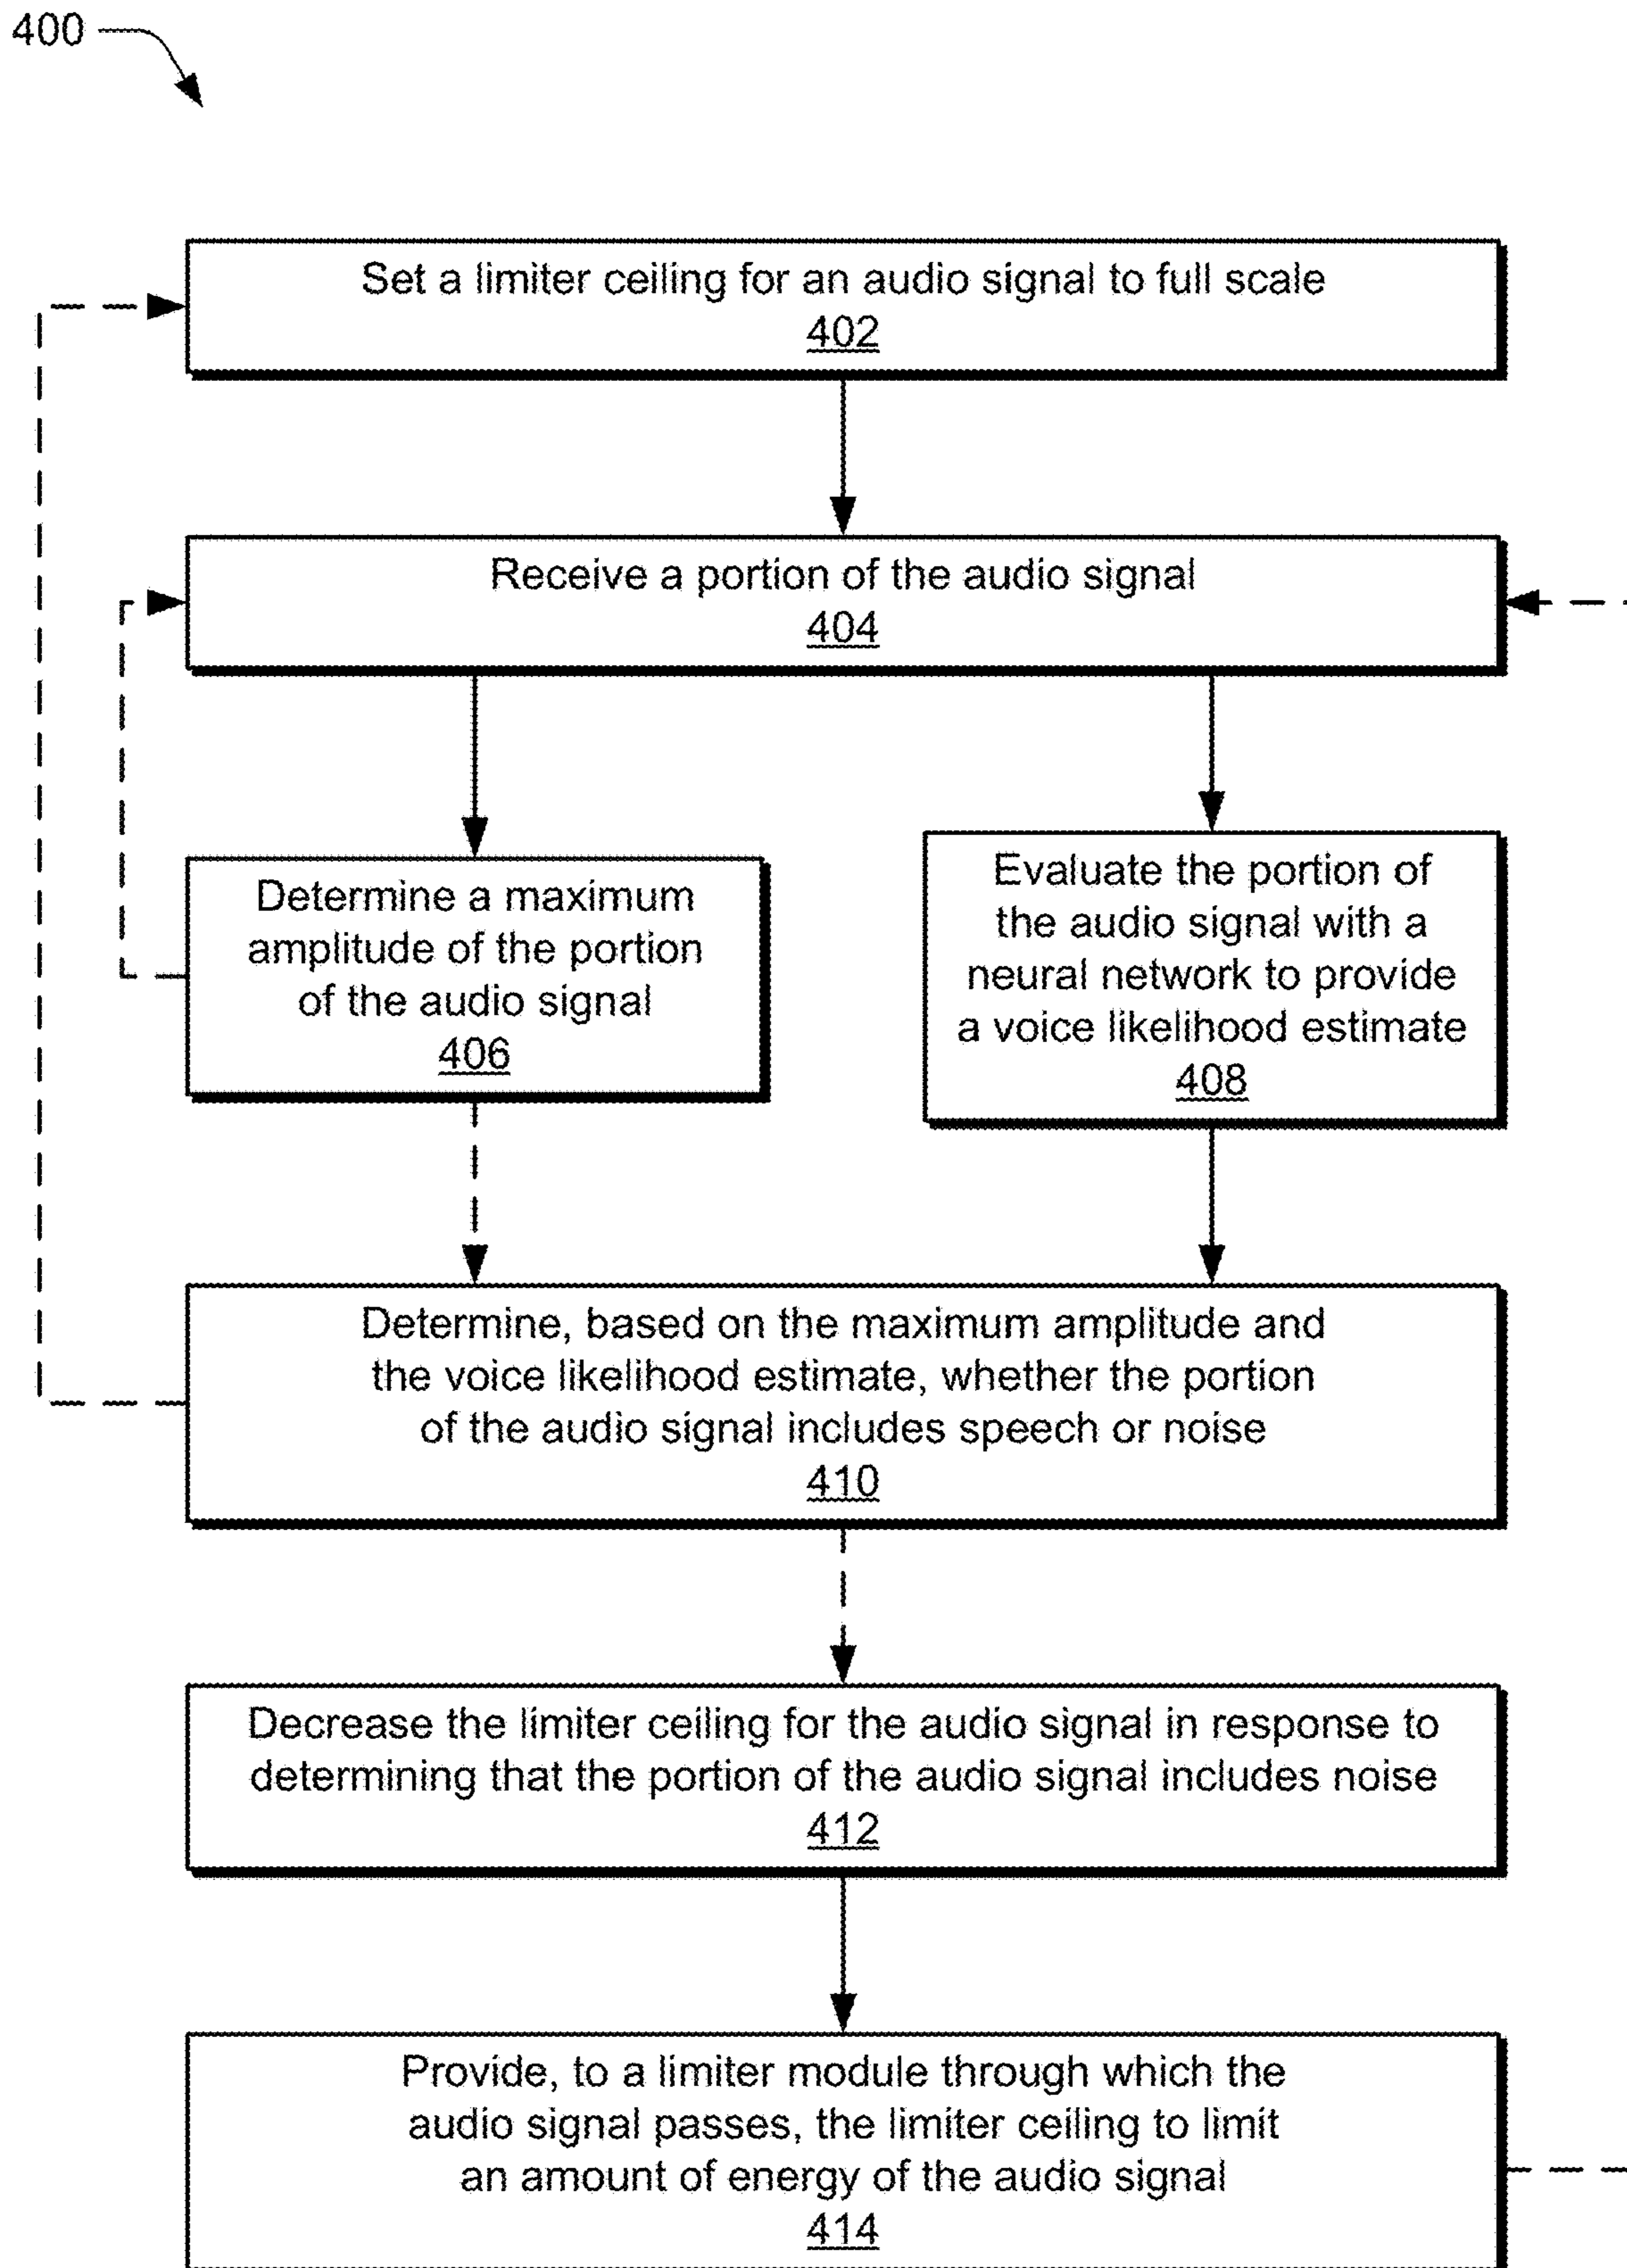 400
Set a limiter ceiling for an audio signal to full scale
402
Receive a portion of the audio signal
404
Determine a maximum
amplitude of the portion
of the audio signal
406
Evaluate the portion of
the audio signal with a
neural network to provide
a voice likelihood estimate
408
Determine, based on the maximum amplitude and
the voice likelihood estimate, whether the portion
of the audio signal includes speech or noise
410
Decrease the limiter ceiling for the audio signal in response to
determining that the portion of the audio signal includes noise
412
Provide, to a limiter module through which the
audio signal passes, the limiter ceiling to limit
an amount of energy of the audio signal
414